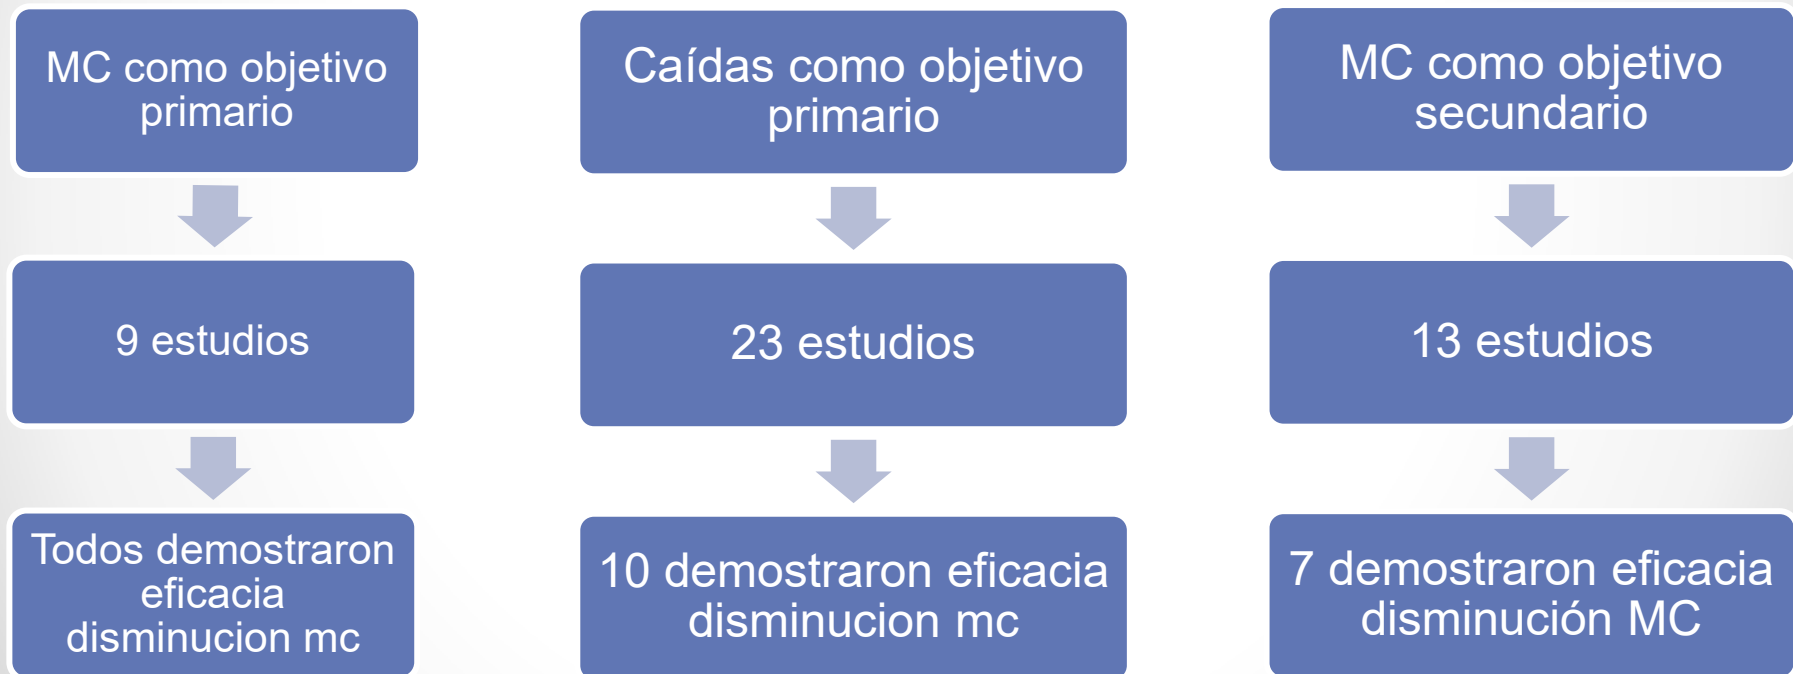 MC como objetivo
primario
9 estudios
Todos demostraron
eficacia
disminucion mc
Caídas como objetivo
primario
23 estudios
10 demostraron eficacia
disminucion mc
MC como objetivo
secundario
13 estudios
7 demostraron eficacia
disminución MC